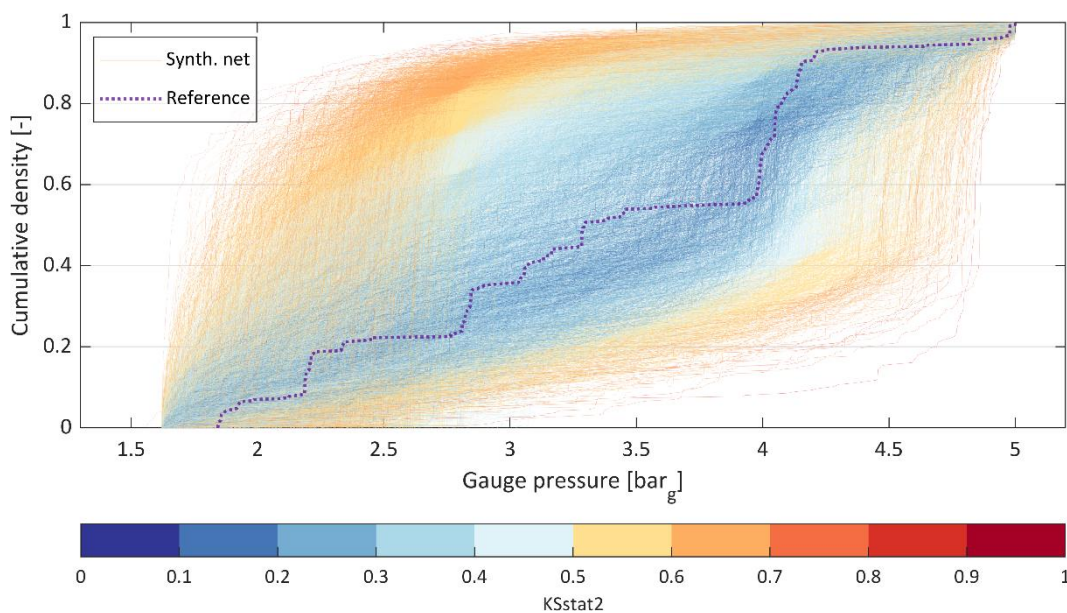 1
Synth. net
Reference
0.8
0.6
0.4
0.2
0
Cumulative density [-]
1.5 2 2.5 3 3.5 4 4.5 5
Gauge pressure [barg]
0 0.1 0.2 0.3 0.4 0.5 0.6 0.7 0.8 0.9 1
KSstat2